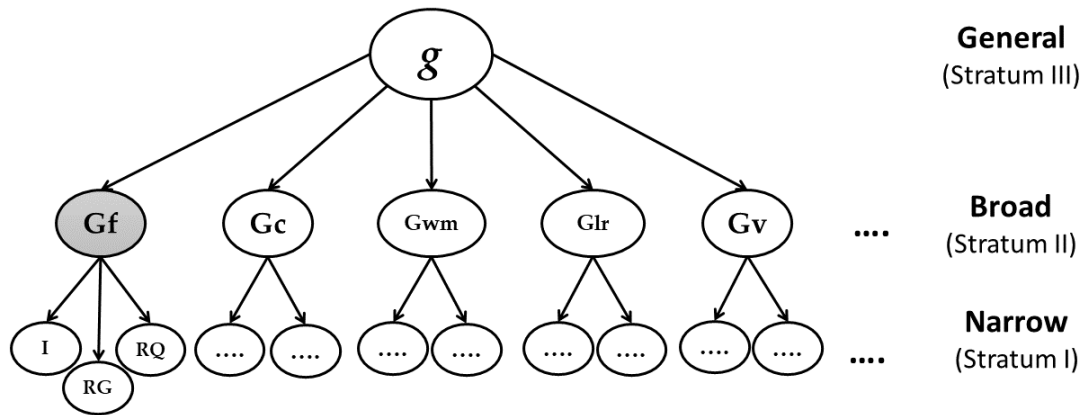 g
General
(Stratum III)
Gf
Gc
Gwm
Glr
Gv
....
Broad
(Stratum II)
I
RG
RQ
....
....
....
....
....
....
....
....
....
Narrow
(Stratum I)